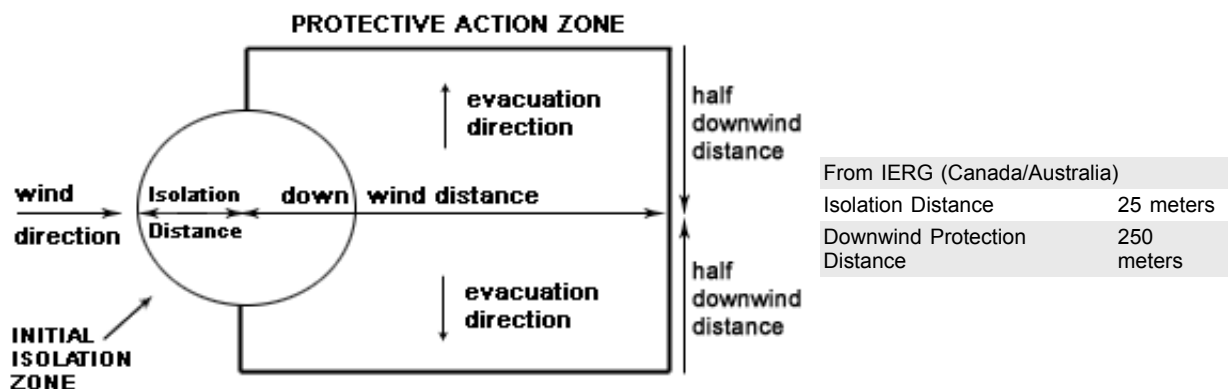 PROTECTIVE ACTION ZONE
evacuation
direction
half
downwind
distance
wind
direction
Isolation
Distance
down wind distance
evacuation
direction
half
downwind
distance
INITIAL
ISOLATION
ZONE
From IERG (Canada/Australia)
Isolation Distance 25 meters
Downwind Protection 250
Distance meters